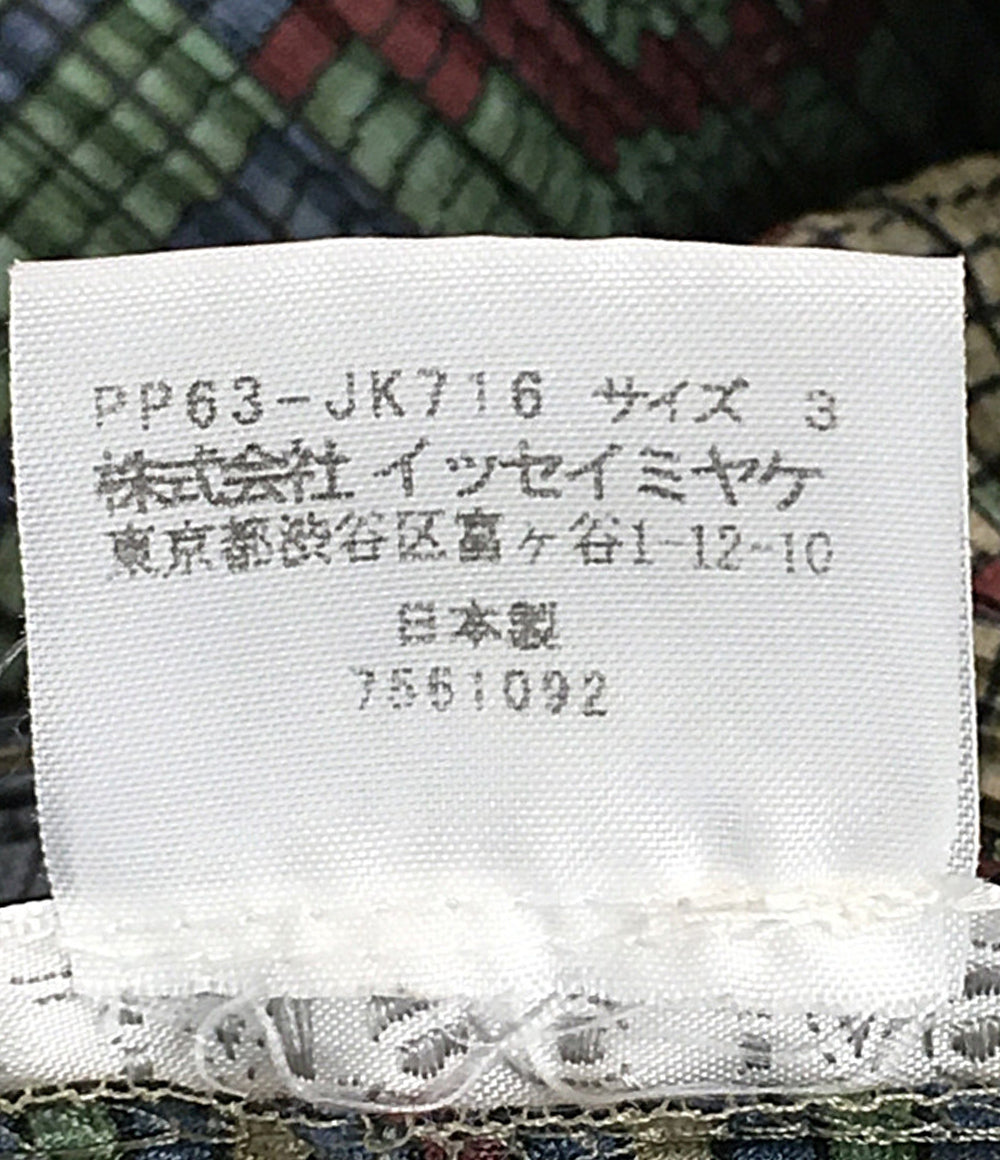 PP63-JK716 サイズ 3
株式会社 イッセイミヤケ
東京都渋谷区富ヶ谷1-12-10
日本製
7561092